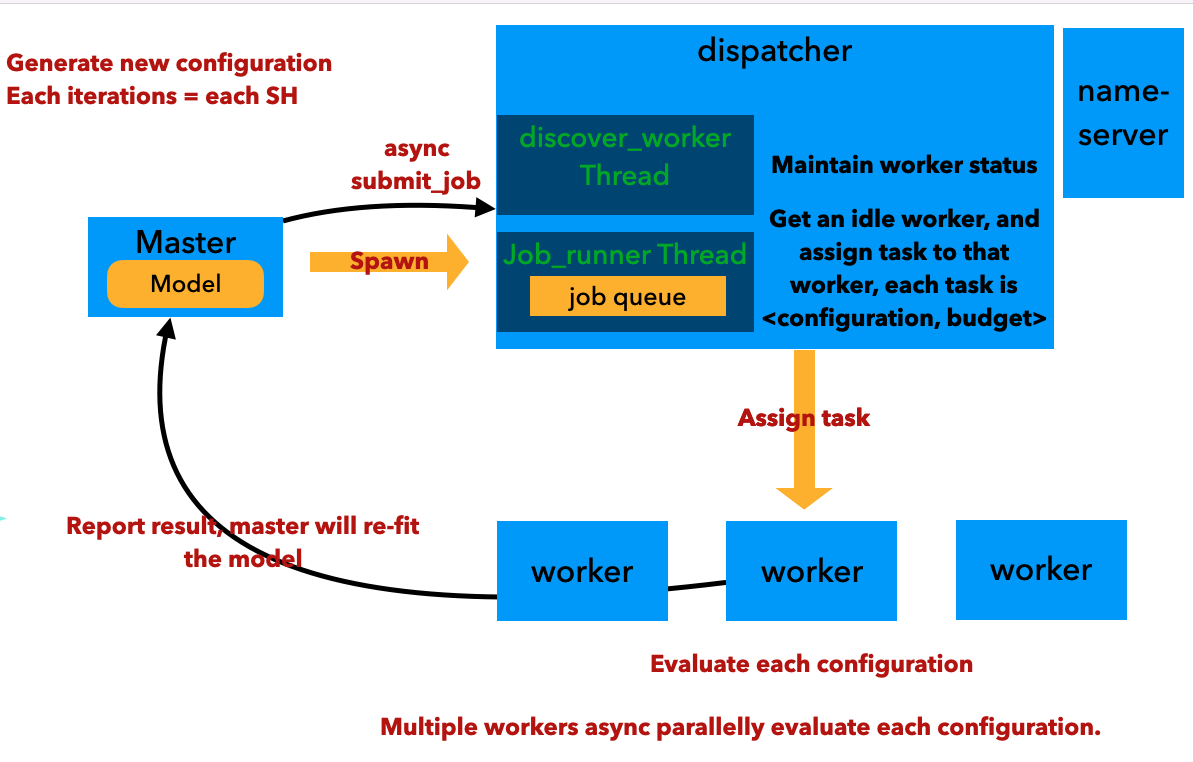 Generate new configuration
Each iterations = each SH
async
submit_job
Master
Model
Spawn
dispatcher
discover_worker
Thread
Job_runner Thread
job queue
Maintain worker status
Get an idle worker, and
assign task to that
worker, each task is
<configuration, budget>
name-
server
Assign task
Report result, master will re-fit
the model
worker
worker
worker
Evaluate each configuration
Multiple workers async parallelly evaluate each configuration.